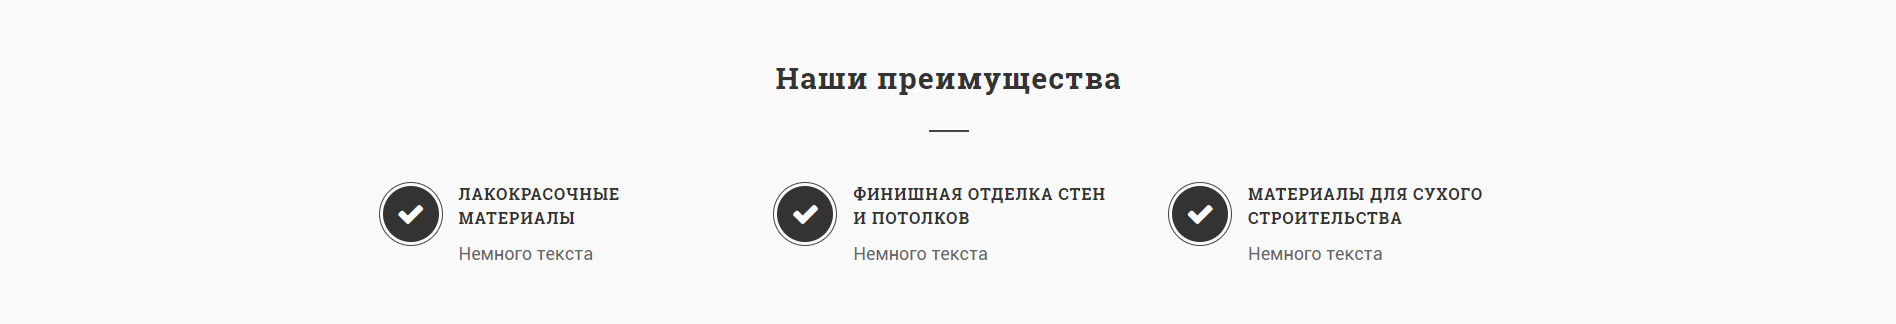 Наши преимущества
ЛАКОКРАСОЧНЫЕ
МАТЕРИАЛЫ
Немного текста
ФИНИШНАЯ ОТДЕЛКА СТЕН
И ПОТОЛКОВ
Немного текста
МАТЕРИАЛЫ ДЛЯ СУХОГО
СТРОИТЕЛЬСТВА
Немного текста